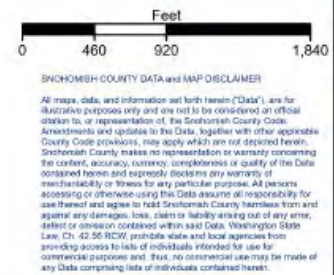 Feet
0 460 920 1,840
SNOHOMISH COUNTY DATA and MAP DISCLAIMER
All maps, data, and information set forth herein ("Data"), are for
illustrative purposes only and are not to be considered an official
citation to, or representation of, the Snohomish County Code.
Amendments and updates to the Data, together with other applicable
County Code provisions, may apply which are not depicted herein.
Snohomish County makes no representation or warranty concerning
the content, accuracy, currency, completeness or quality of the Data
contained herein and expressly disclaims any warranty of
merchantability or fitness for any particular purpose. All persons
accessing or otherwise using this Data assume all responsibility for
use thereof and agree to hold Snohomish County harmless from and
against any damages, loss, claim or liability arising out of any error,
defect or omission contained within said Data. Washington State
Law, Ch. 42.56 RCW, prohibits state and local agencies from
providing access to lists of individuals intended for use for
commercial purposes and, thus, no commercial use may be made of
any Data comprising lists of individuals contained herein.